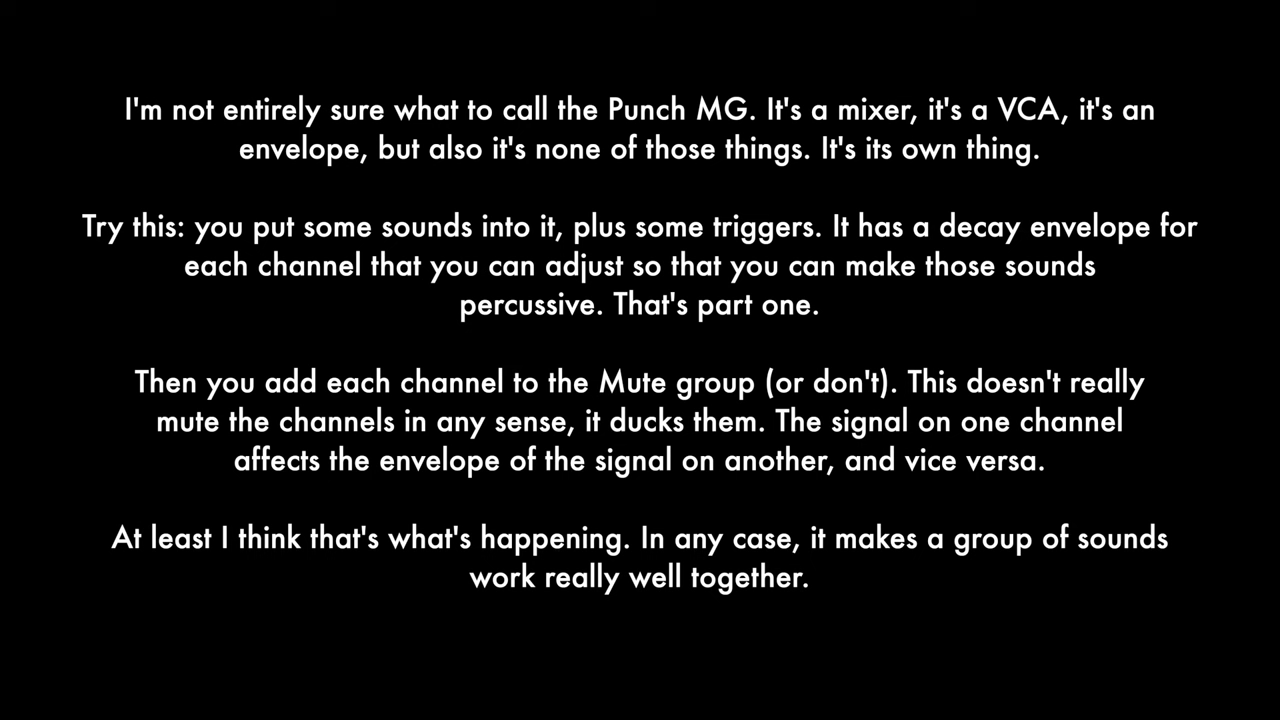 I'm not entirely sure what to call the Punch MG. It's a mixer, it's a VCA, it's an
envelope, but also it's none of those things. It's its own thing.
Try this: you put some sounds into it, plus some triggers. It has a decay envelope for
each channel that you can adjust so that you can make those sounds
percussive. That's part one.
Then you add each channel to the Mute group (or don't). This doesn't really
mute the channels in any sense, it ducks them. The signal on one channel
affects the envelope of the signal on another, and vice versa.
At least I think that's what's happening. In any case, it makes a group of sounds
work really well together.